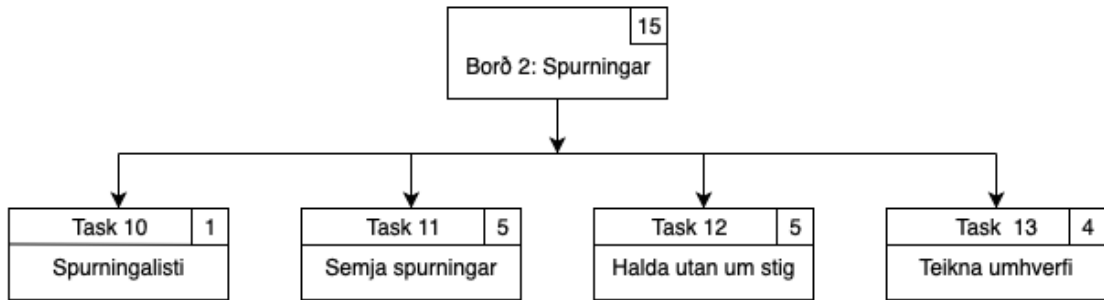 15
Borð 2: Spurningar
Task 10
1
Spurningalisti
Task 11
5
Semja spurningar
Task 12
5
Halda utan um stig
Task 13
4
Teikna umhverfi